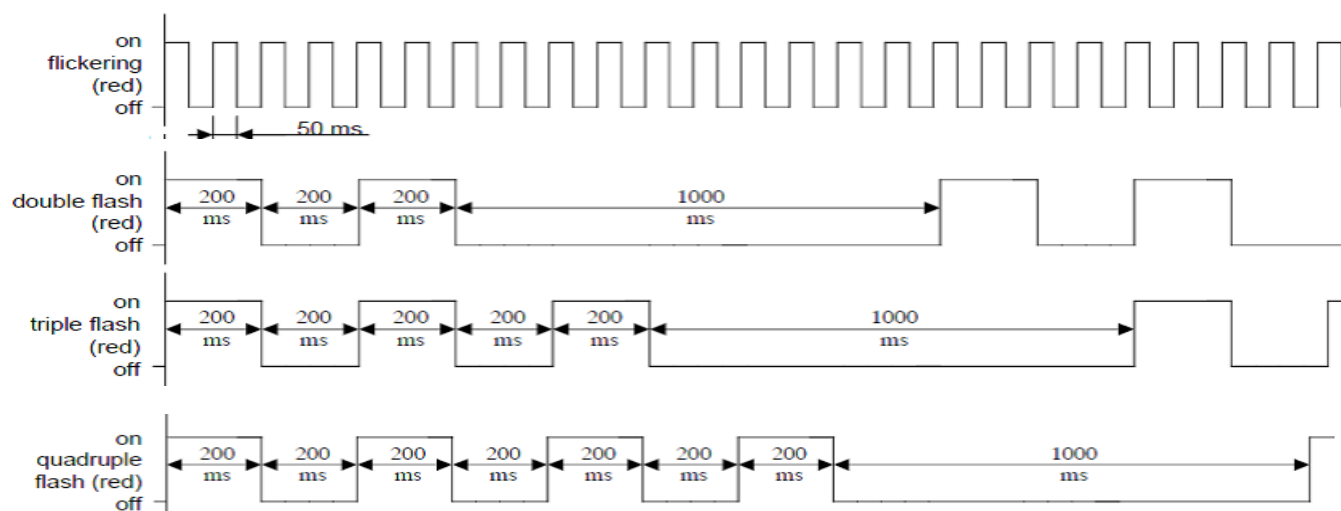 on
flickering
(red)
off
50 ms
on
double flash
(red)
off
200 ms
200 ms
200 ms
1000 ms
on
triple flash
(red)
off
200 ms
200 ms
200 ms
200 ms
200 ms
1000 ms
on
quadruple
flash (red)
off
200 ms
200 ms
200 ms
200 ms
200 ms
200 ms
200 ms
1000 ms